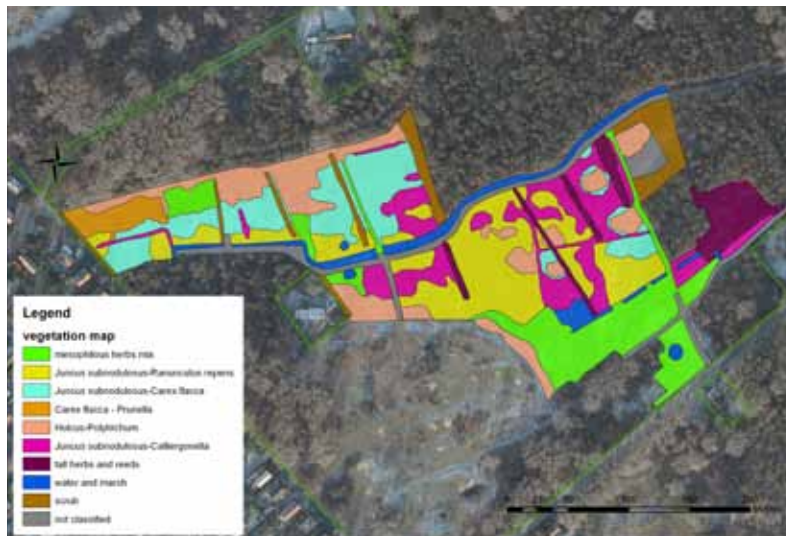 Legend
vegetation map
mesophilous herbs mix
Juncus subnodulosus-Ranunculus repens
Juncus subnodulosus-Carex flacca
Carex flacca - Prunella
Holcus-Polytrichum
Juncus subnodulosus-Calliergonella
tall herbs and reeds
water and marsh
scrub
not classified